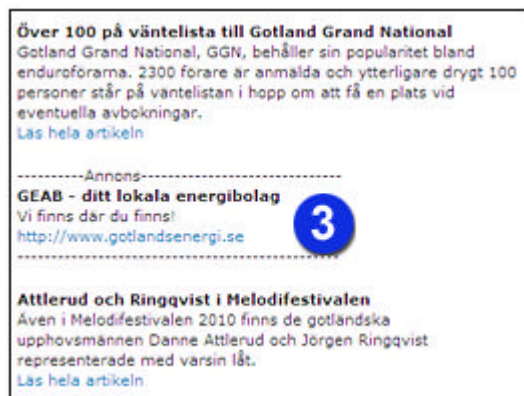 Över 100 på väntelista till Gotland Grand National
Gotland Grand National, GGN, behåller sin popularitet bland
enduroförarna. 2300 förare är anmälda och ytterligare drygt 100
personer står på väntelistan i hopp om att få en plats vid
eventuella avbokningar.
Läs hela artikeln
----------Annons-----------------------------
GEAB - ditt lokala energibolag
Vi finns där du finns!
http://www.gotlandsenergi.se
3
----------------------------------------------
Attlerud och Ringqvist i Melodifestivalen
Även i Melodifestivalen 2010 finns de gotländska
upphovsmännen Danne Attlerud och Jörgen Ringqvist
representerade med varsin låt.
Läs hela artikeln